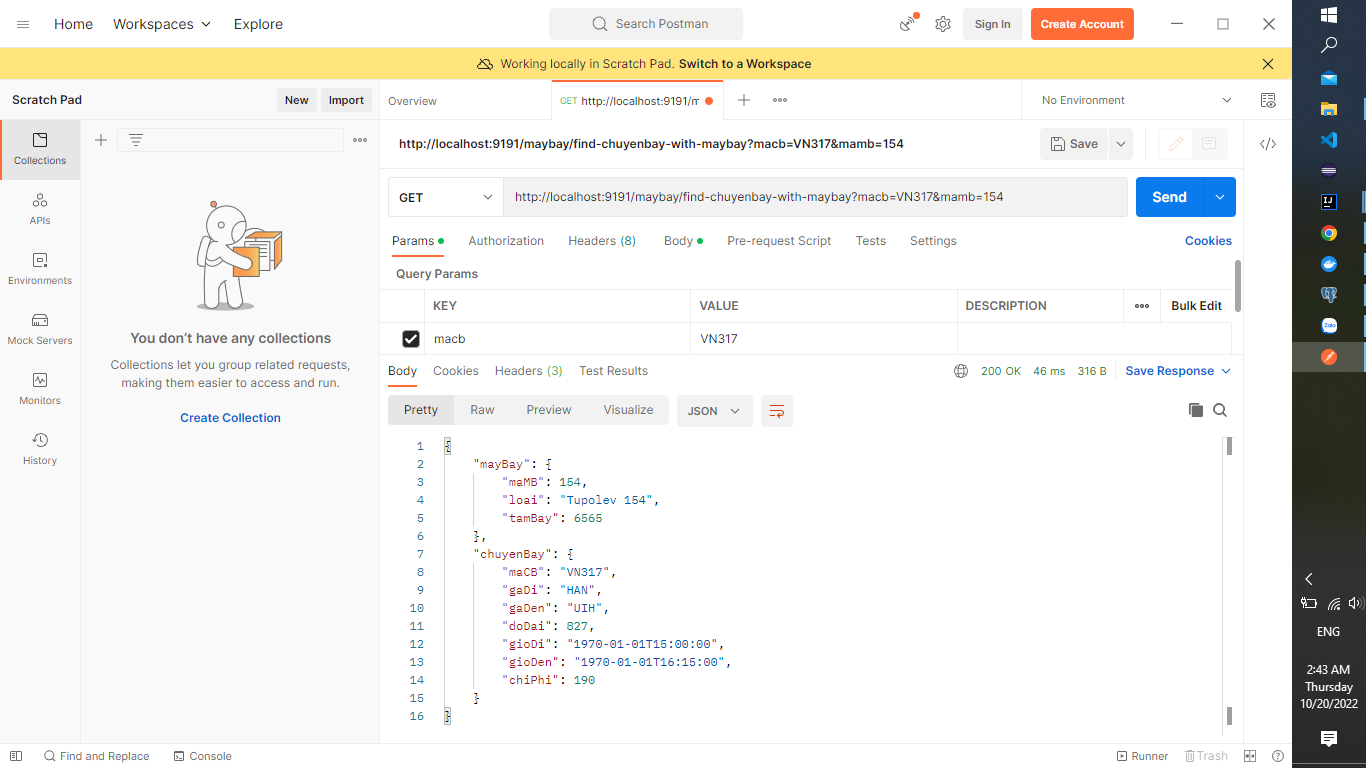 Home Workspaces Explore
Search Postman
Sign In Create Account
Working locally in Scratch Pad. Switch to a Workspace
Scratch Pad New Import
Overview
GET http://localhost:9191/m
No Environment
http://localhost:9191/maybay/find-chuyenbay-with-maybay?macb=VN317&mamb=154
Save
GET http://localhost:9191/maybay/find-chuyenbay-with-maybay?macb=VN317&mamb=154 Send
Params Authorization Headers (8) Body Pre-request Script Tests Settings Cookies
Query Params
KEY VALUE DESCRIPTION Bulk Edit
macb VN317
Body Cookies Headers (3) Test Results 200 OK 46 ms 316 B Save Response
Pretty Raw Preview Visualize JSON
1 {
2 "mayBay": {
3 "maMB": 154,
4 "loai": "Tupolev 154",
5 "tamBay": 6565
6 },
7 "chuyenBay": {
8 "maCB": "VN317",
9 "gaDi": "HAN",
10 "gaDen": "UIH",
11 "doDai": 827,
12 "gioDi": "1970-01-01T15:00:00",
13 "gioDen": "1970-01-01T16:15:00",
14 "chiPhi": 190
15 }
16 }
Collections
APIs
Environments
Mock Servers
Monitors
History
You don't have any collections
Collections let you group related requests,
making them easier to access and run.
Create Collection
Find and Replace Console Runner Trash
IJ
Zalo
ENG
2:43 AM
Thursday
10/20/2022